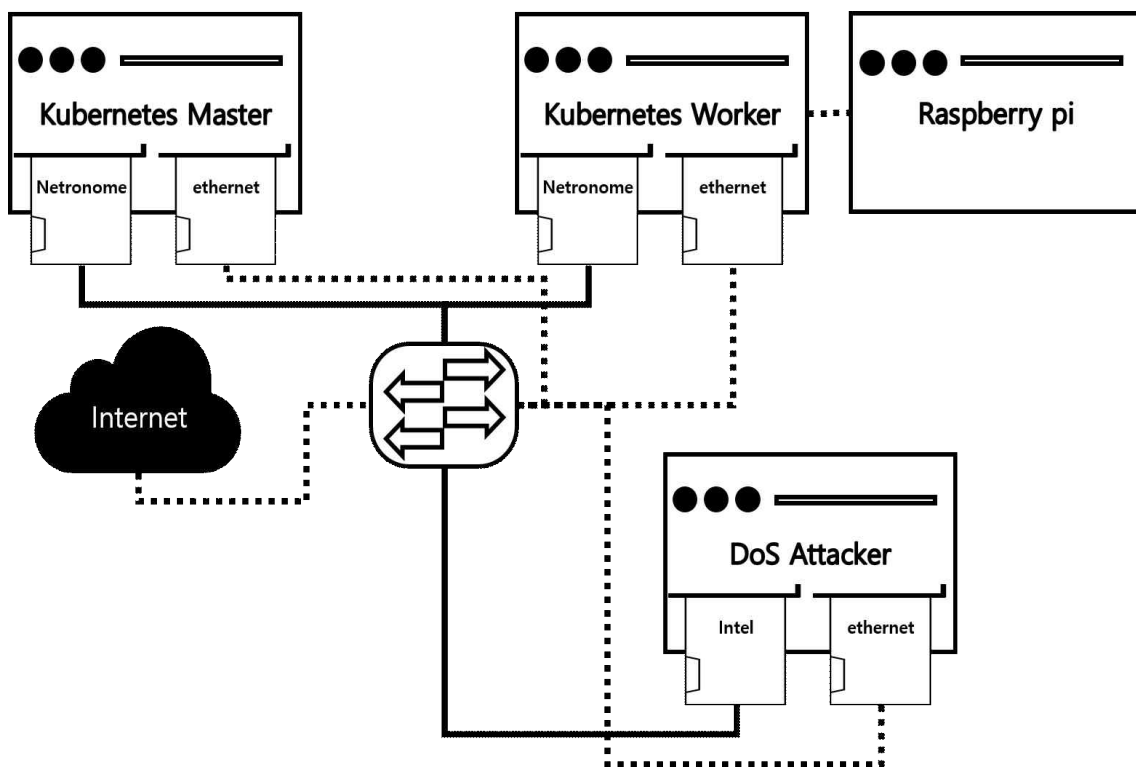 Kubernetes Master
Netronome
ethernet
Kubernetes Worker
Netronome
ethernet
Raspberry pi
Internet
DoS Attacker
Intel
ethernet